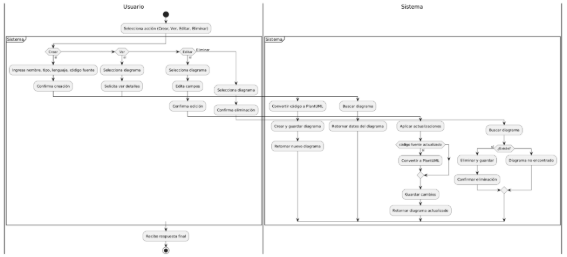 Usuario
Sistema
Selecciona acción (Crear, Ver, Editar, Eliminar)
Sistema
Sistema
Crear
Ver
Editar
Eliminar
Ingresa nombre, tipo, lenguaje, código fuente
Selecciona diagrama
Selecciona diagrama
Selecciona diagrama
Confirma creación
Solicita ver detalles
Edita campos
Confirma edición
Confirma eliminación
Convertir código a PlantUML
Buscar diagrama
Crear y guardar diagrama
Retornar datos del diagrama
Aplicar actualizaciones
Buscar diagrama
Retornar nuevo diagrama
código fuente actualizado
Convertir a PlantUML
Eliminar y guardar
Diagrama no encontrado
Confirmar eliminación
Guardar cambios
Retornar diagrama actualizado
Recibe respuesta final